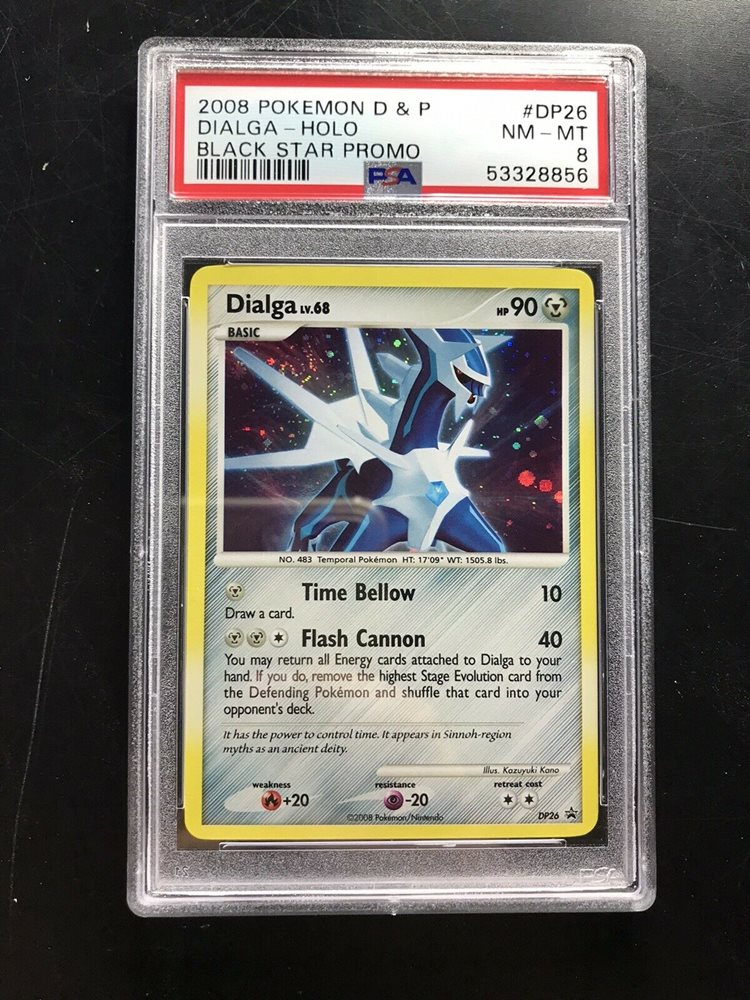 2008 POKEMON D & P #DP26
DIALGA - HOLO NM - MT
BLACK STAR PROMO 8
PSA 53328856
Dialga LV.68 HP 90
BASIC
NO. 483 Temporal Pokémon HT: 17'09" WT: 1505.8 lbs.
Time Bellow 10
Draw a card.
Flash Cannon 40
You may return all Energy cards attached to Dialga to your
hand. If you do, remove the highest Stage Evolution card from
the Defending Pokémon and shuffle that card into your
opponent's deck.
It has the power to control time. It appears in Sinnoh-region
myths as an ancient deity.
Illus. Kazuyuki Kano
weakness resistance retreat cost
+20 -20
©2008 Pokémon/Nintendo DP26